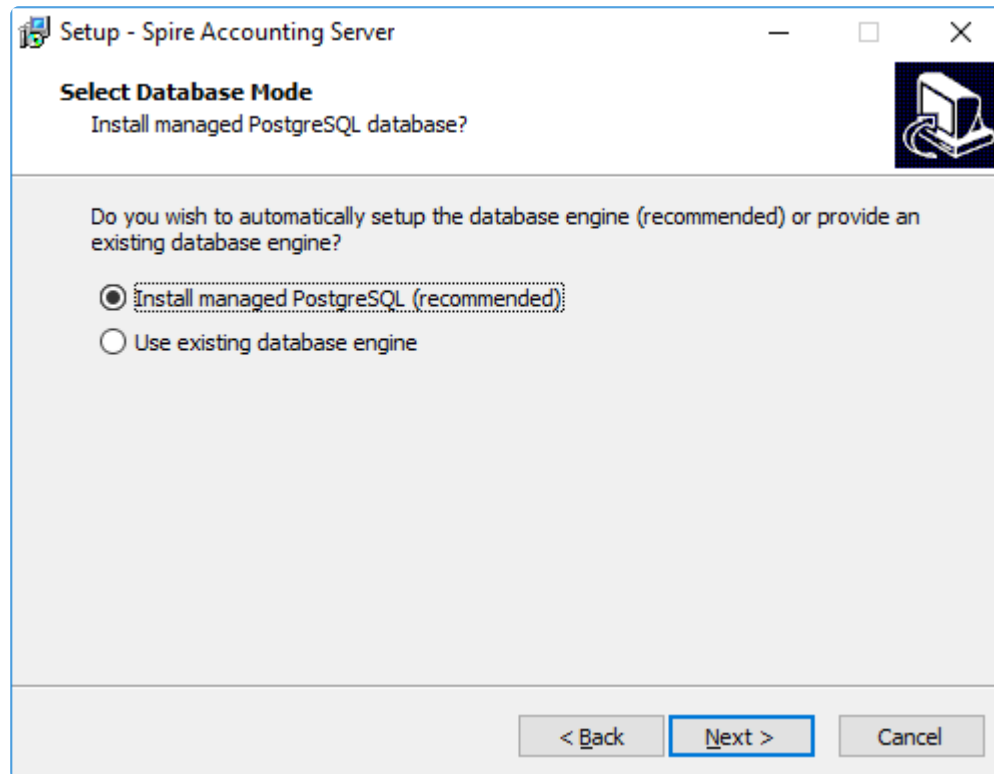 Setup - Spire Accounting Server
Select Database Mode
Install managed PostgreSQL database?
Do you wish to automatically setup the database engine (recommended) or provide an
existing database engine?
Install managed PostgreSQL (recommended)
Use existing database engine
< Back Next > Cancel